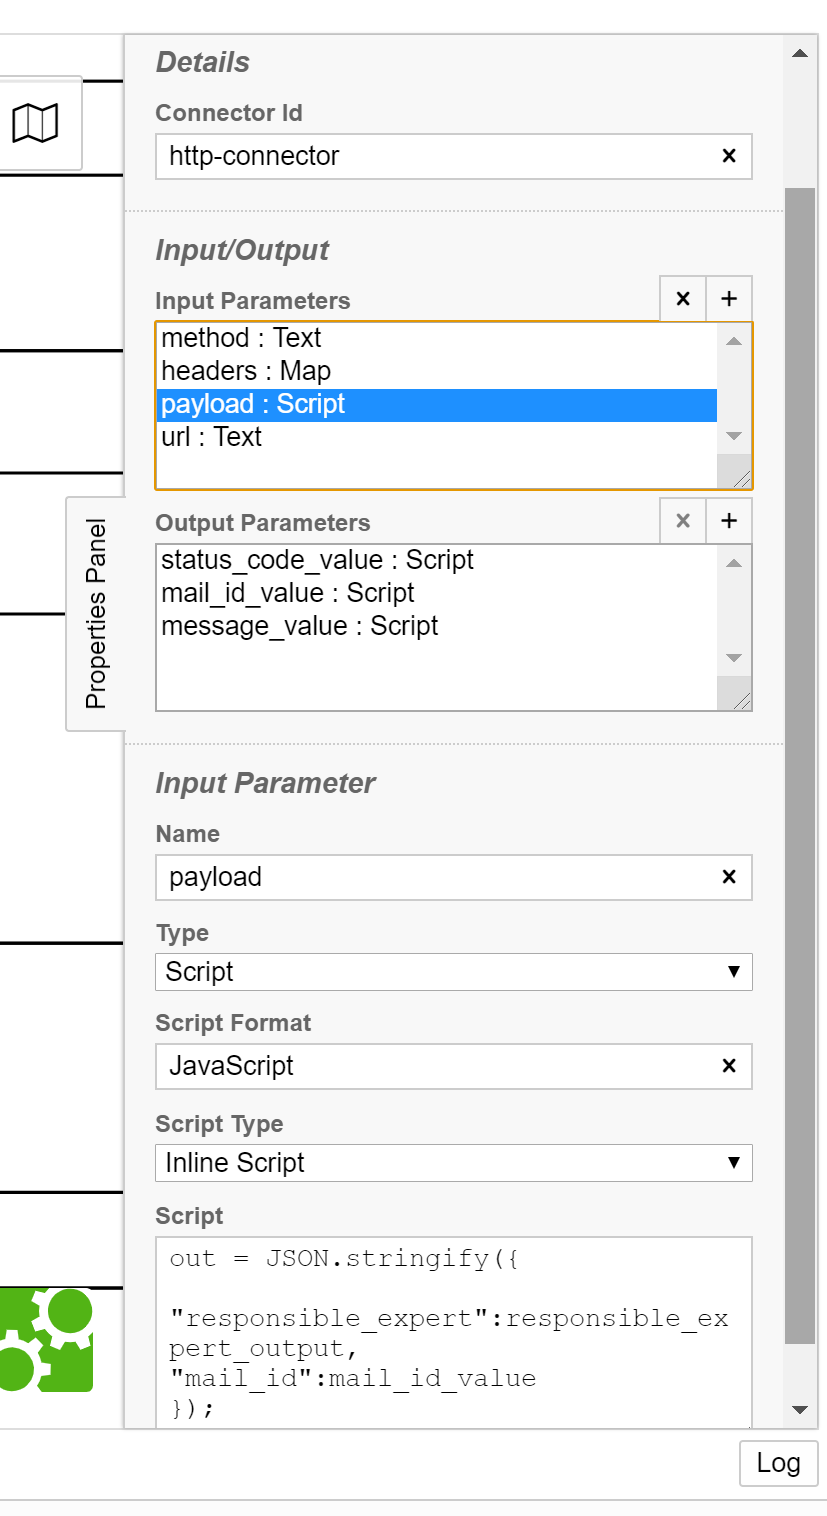 Details
Connector Id
http-connector
Input/Output
Input Parameters
method : Text
headers : Map
payload : Script
url : Text
Output Parameters
status_code_value : Script
mail_id_value : Script
message_value : Script
Properties Panel
Input Parameter
Name
payload
Type
Script
Script Format
JavaScript
Script Type
Inline Script
Script
out = JSON.stringify({
"responsible_expert":responsible_ex
pert_output,
"mail_id":mail_id_value
});
Log